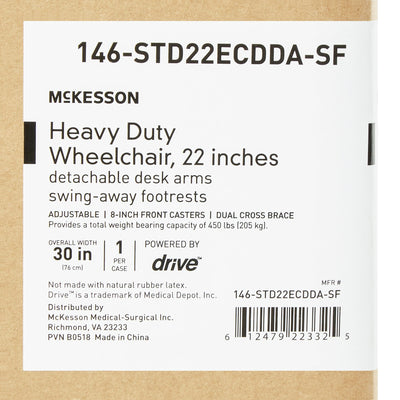 146-STD22ECDDA-SF
McKESSON
Heavy Duty
Wheelchair, 22 inches
detachable desk arms
swing-away footrests
ADJUSTABLE | 8-INCH FRONT CASTERS | DUAL CROSS BRACE
Provides a total weight bearing capacity of 450 lbs (205 kg).
OVERALL WIDTH
30 in
(76 cm)
1
PER
CASE
POWERED BY
drive™
Not made with natural rubber latex.
Drive™ is a trademark of Medical Depot, Inc.
Distributed by
McKesson Medical-Surgical Inc.
Richmond, VA 23233
PVN B0518 Made in China
MFR #
146-STD22ECDDA-SF
6 12479 22332 5